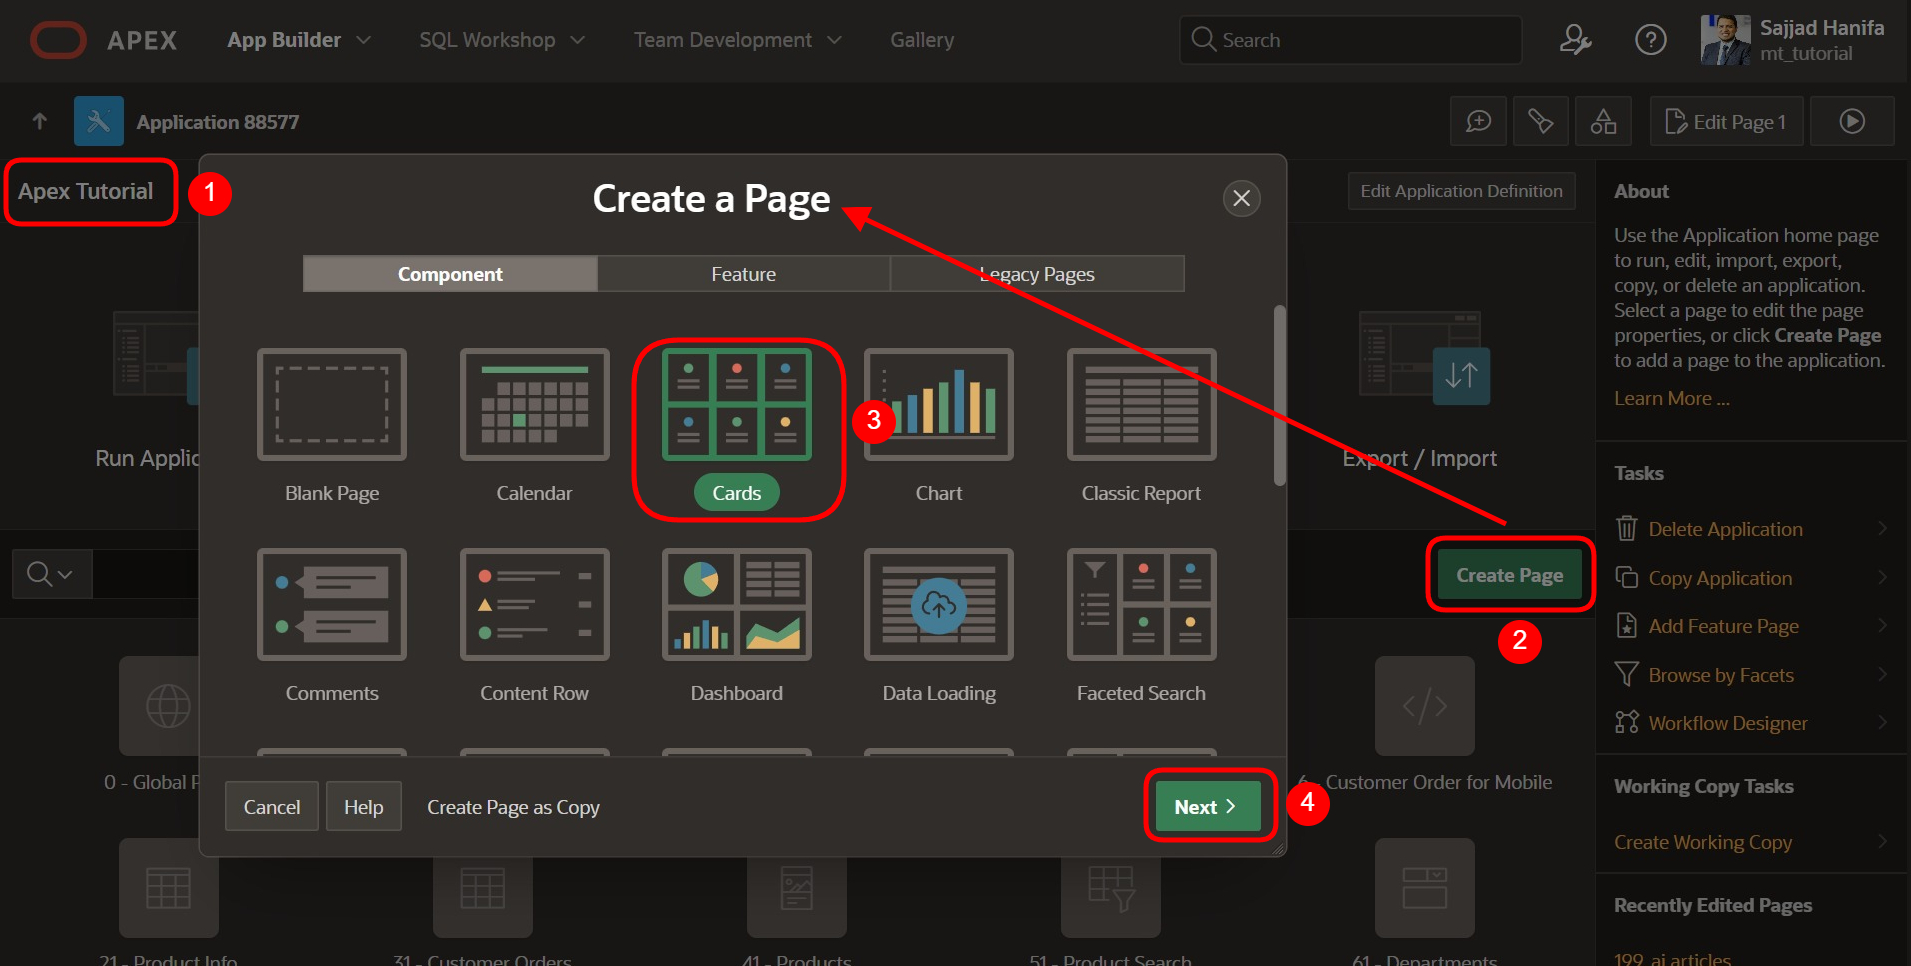 APEX
App Builder
SQL Workshop
Team Development
Gallery
Search
Sajjad Hanifa
mt_tutorial
Application 88577
Edit Page 1
Apex Tutorial
1
Create a Page
Edit Application Definition
Component
Feature
Legacy Pages
Blank Page
Calendar
Cards
3
Chart
Classic Report
Run Applic
Export / Import
Create Page
2
Comments
Content Row
Dashboard
Data Loading
Faceted Search
0 - Global P
6 - Customer Order for Mobile
Cancel
Help
Create Page as Copy
Next
4
21 - Product Info
31 - Customer Orders
41 - Products
51 - Product Search
61 - Departments
About
Use the Application home page
to run, edit, import, export,
copy, or delete an application.
Select a page to edit the page
properties, or click Create Page
to add a page to the application.
Learn More ...
Tasks
Delete Application
Copy Application
Add Feature Page
Browse by Facets
Workflow Designer
Working Copy Tasks
Create Working Copy
Recently Edited Pages
199. ai articles